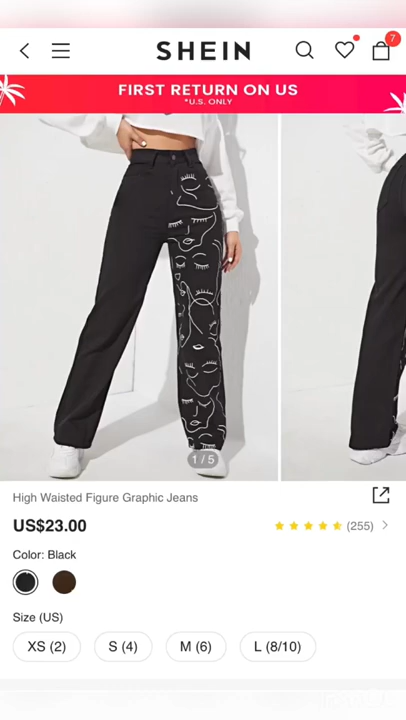 SHEIN
7
FIRST RETURN ON US
*U.S. ONLY
1/5
High Waisted Figure Graphic Jeans
US$23.00
(255)
Color: Black
Size (US)
XS (2)
S (4)
M (6)
L (8/10)